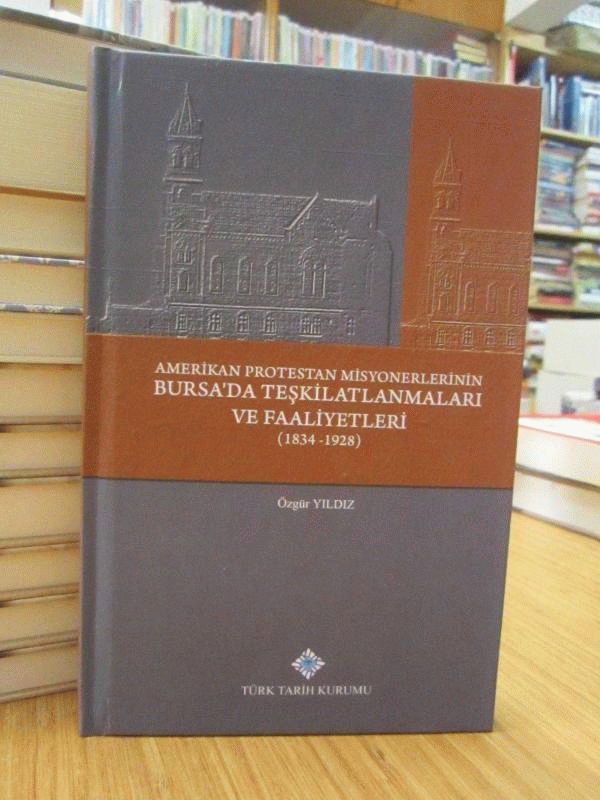 AMERİKAN PROTESTAN MİSYONERLERİNİN
BURSA'DA TEŞKİLATLANMALARI
VE FAALİYETLERİ
(1834 -1928)
Özgür YILDIZ
TÜRK TARİH KURUMU